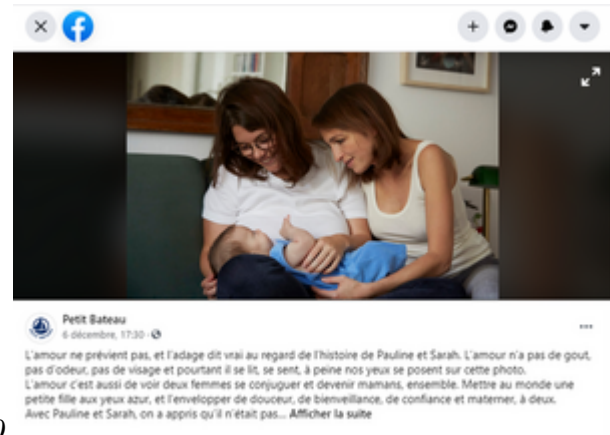 Petit Bateau
6 décembre, 17:30 ·
L'amour ne prévient pas, et l'adage dit vrai au regard de l'histoire de Pauline et Sarah. L'amour n'a pas de gout,
pas d'odeur, pas de visage et pourtant il se lit, se sent, à peine nos yeux se posent sur cette photo.
L'amour c'est aussi de voir deux femmes se conjuguer et devenir mamans, ensemble. Mettre au monde une
petite fille aux yeux azur, et l'envelopper de douceur, de bienveillance, de confiance et materner, à deux.
Avec Pauline et Sarah, on a appris qu'il n'était pas... Afficher la suite